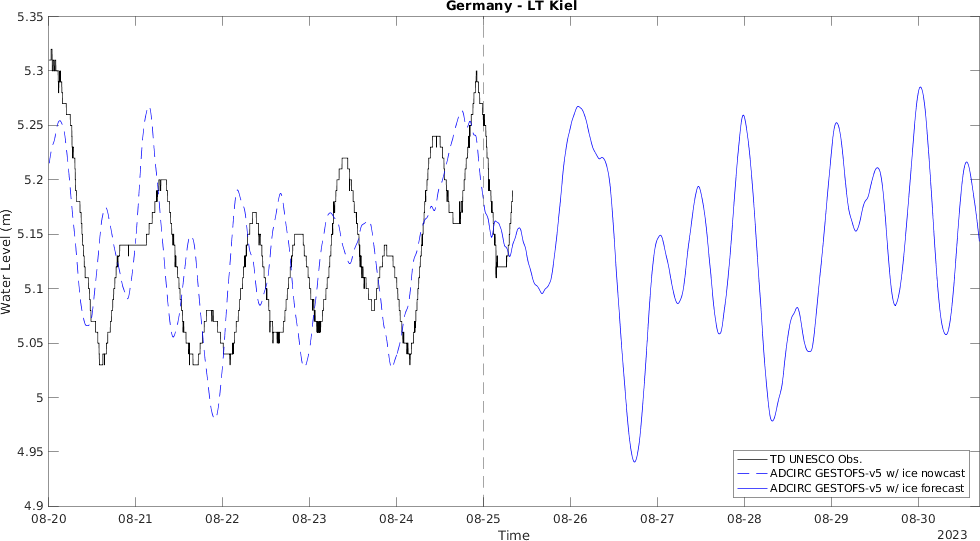 Germany - LT Kiel
5.35
5.3
5.25
5.2
5.15
5.1
5.05
5
4.95
4.9
Water Level (m)
08-20 08-21 08-22 08-23 08-24 08-25 08-26 08-27 08-28 08-29 08-30
Time
2023
TD UNESCO Obs.
ADCIRC GESTOFS-v5 w/ ice nowcast
ADCIRC GESTOFS-v5 w/ ice forecast